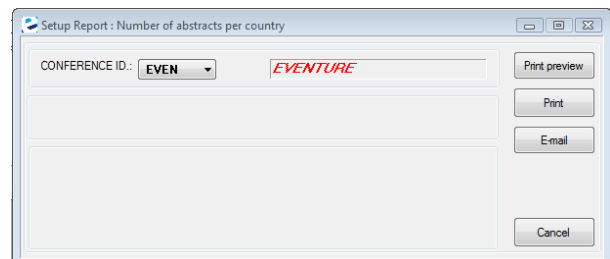 Setup Report : Number of abstracts per country
CONFERENCE ID.: EVEN EVENTURE
Print preview
Print
E-mail
Cancel